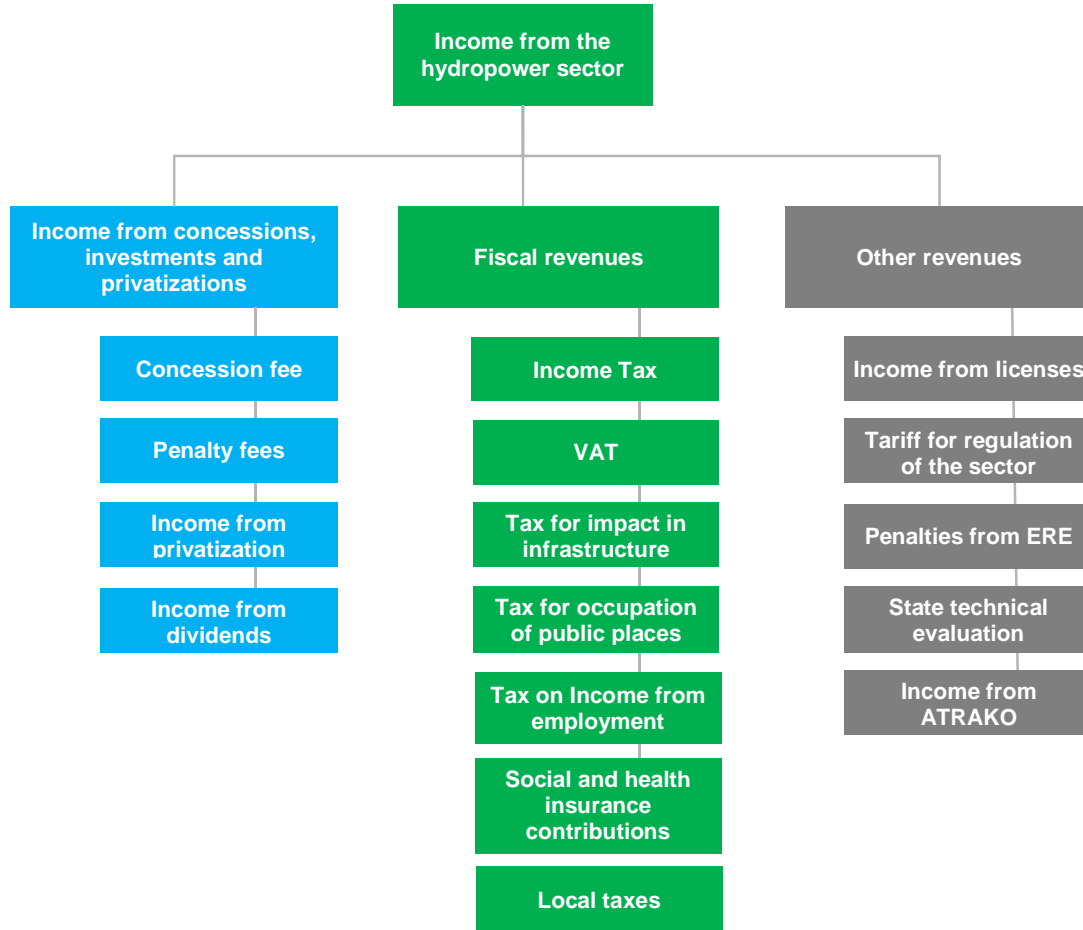 Income from the
hydropower sector
Income from concessions,
investments and
privatizations
Concession fee
Penalty fees
Income from
privatization
Income from
dividends
Fiscal revenues
Income Tax
VAT
Tax for impact in
infrastructure
Tax for occupation
of public places
Tax on Income from
employment
Social and health
insurance
contributions
Local taxes
Other revenues
Income from licenses
Tariff for regulation
of the sector
Penalties from ERE
State technical
evaluation
Income from
ATRAKO